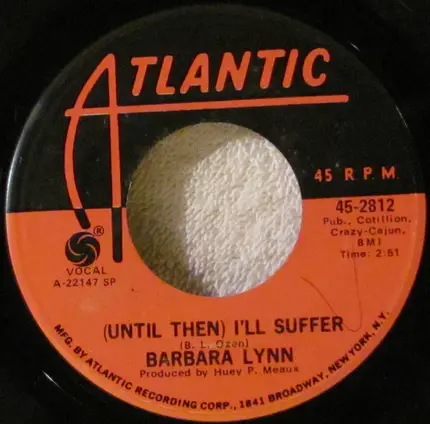 ATLANTIC
45 RPM
45-2812
Pub., Cotillion,
Crazy-Cajun,
BMI
Time: 2:51
®
VOCAL
A-22147 SP
(UNTIL THEN) I'LL SUFFER
(B. L. Ozen)
BARBARA LYNN
Produced by Huey P. Meaux
MFG. BY ATLANTIC RECORDING CORP., 1841 BROADWAY, NEW YORK, N.Y.